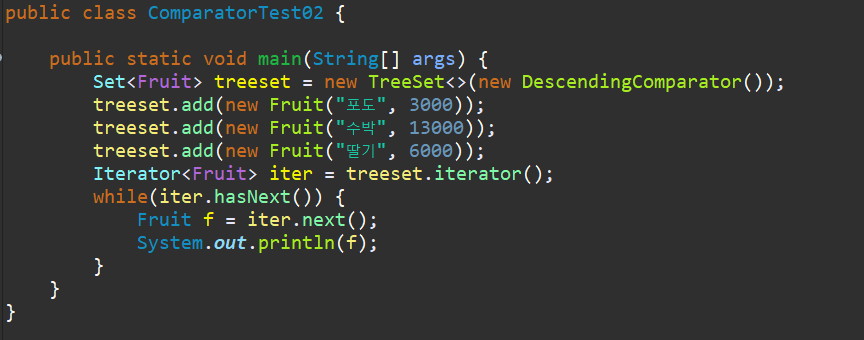 public class ComparatorTest02 {
public static void main(String[] args) {
Set<Fruit> treeset = new TreeSet<>(new DescendingComparator());
treeset.add(new Fruit("포도", 3000));
treeset.add(new Fruit("수박", 13000));
treeset.add(new Fruit("딸기", 6000));
Iterator<Fruit> iter = treeset.iterator();
while(iter.hasNext()) {
Fruit f = iter.next();
System.out.println(f);
}
}
}